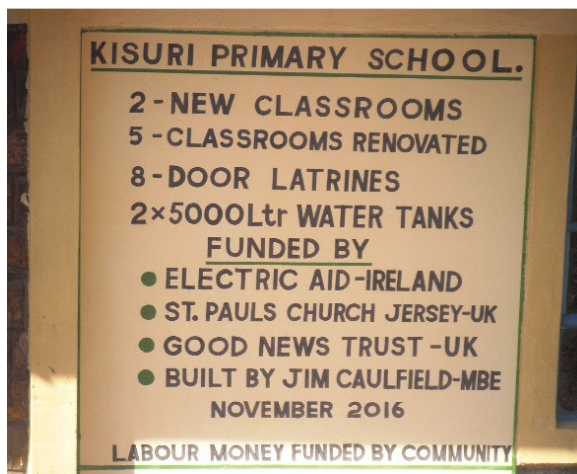 KISURI PRIMARY SCHOOL.
2-NEW CLASSROOMS
5-CLASSROOMS RENOVATED
8-DOOR LATRINES
2×5000Ltr WATER TANKS
FUNDED BY
● ELECTRIC AID-IRELAND
● ST. PAULS CHURCH JERSEY-UK
● GOOD NEWS TRUST-UK
● BUILT BY JIM CAULFIELD-MBE
NOVEMBER 2016
LABOUR MONEY FUNDED BY COMMUNITY